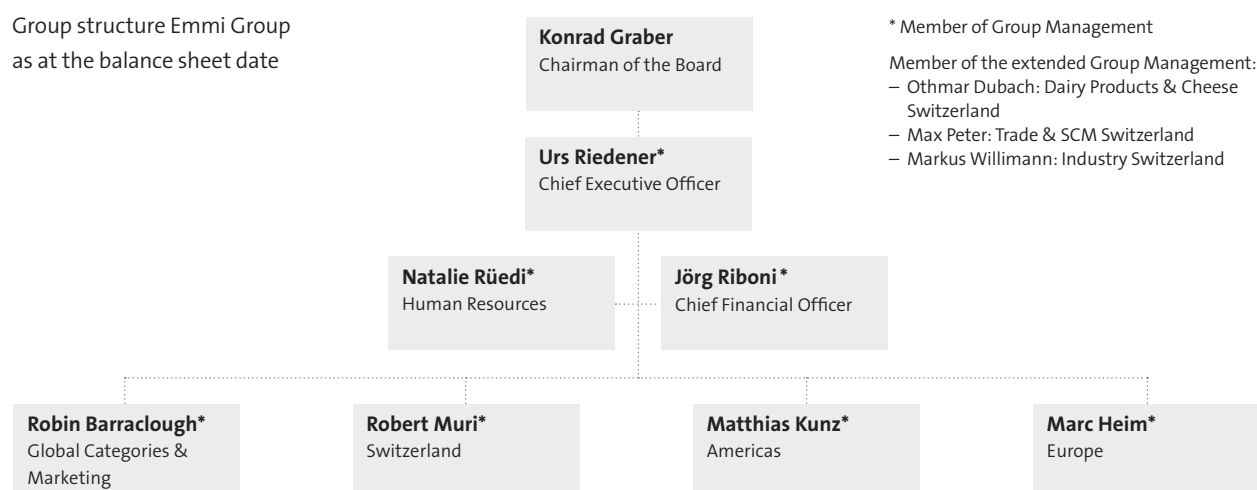 Group structure Emmi Group
as at the balance sheet date
Konrad Graber
Chairman of the Board
* Member of Group Management
Member of the extended Group Management:
– Othmar Dubach: Dairy Products & Cheese
Switzerland
– Max Peter: Trade & SCM Switzerland
– Markus Willimann: Industry Switzerland
Urs Riedener*
Chief Executive Officer
Natalie Rüedi*
Human Resources
Jörg Riboni*
Chief Financial Officer
Robin Barraclough*
Global Categories &
Marketing
Robert Muri*
Switzerland
Matthias Kunz*
Americas
Marc Heim*
Europe